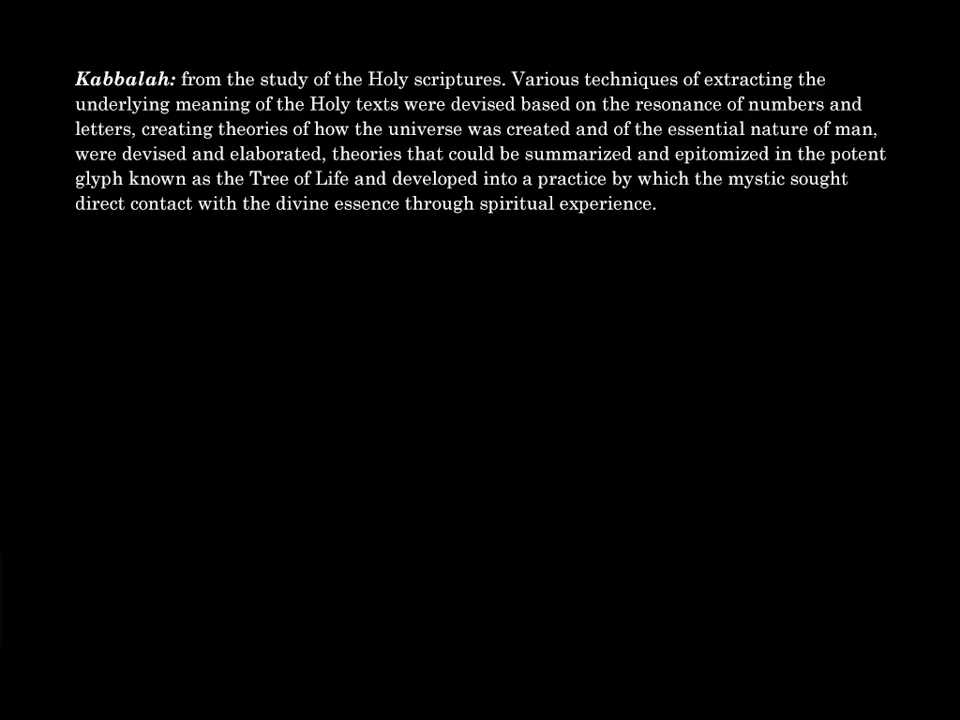 Kabbalah: from the study of the Holy scriptures. Various techniques of extracting the
underlying meaning of the Holy texts were devised based on the resonance of numbers and
letters, creating theories of how the universe was created and of the essential nature of man,
were devised and elaborated, theories that could be summarized and epitomized in the potent
glyph known as the Tree of Life and developed into a practice by which the mystic sought
direct contact with the divine essence through spiritual experience.